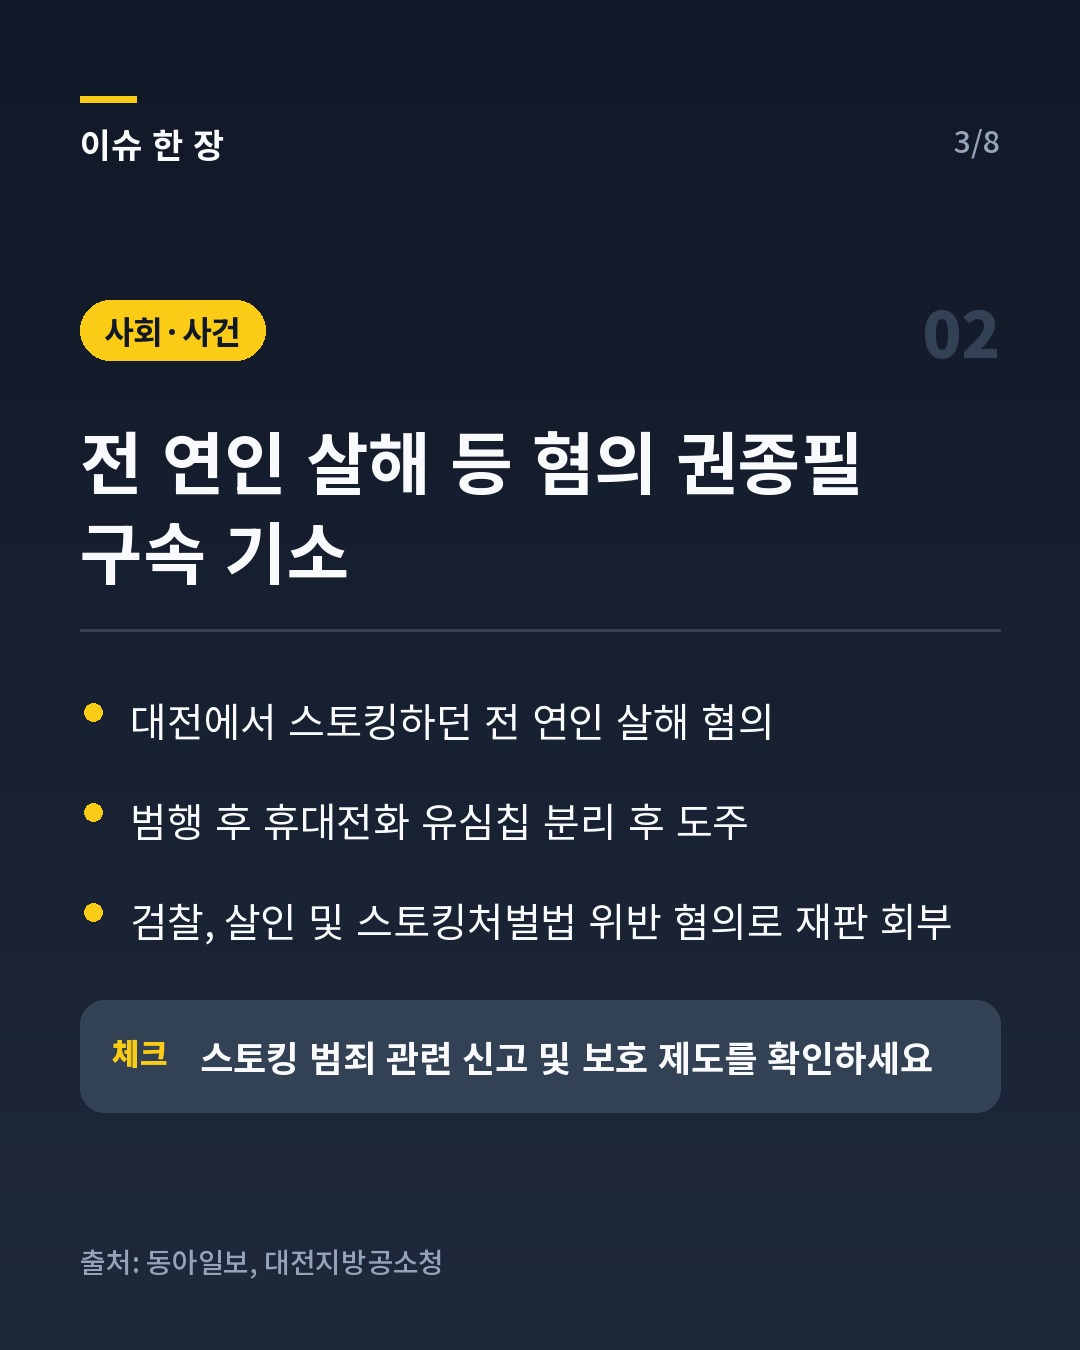 이슈 한 장
3/8
사회·사건
02
전 연인 살해 등 혐의 권종필
구속 기소
대전에서 스토킹하던 전 연인 살해 혐의
범행 후 휴대전화 유심칩 분리 후 도주
검찰, 살인 및 스토킹처벌법 위반 혐의로 재판 회부
체크 스토킹 범죄 관련 신고 및 보호 제도를 확인하세요
출처: 동아일보, 대전지방공소청